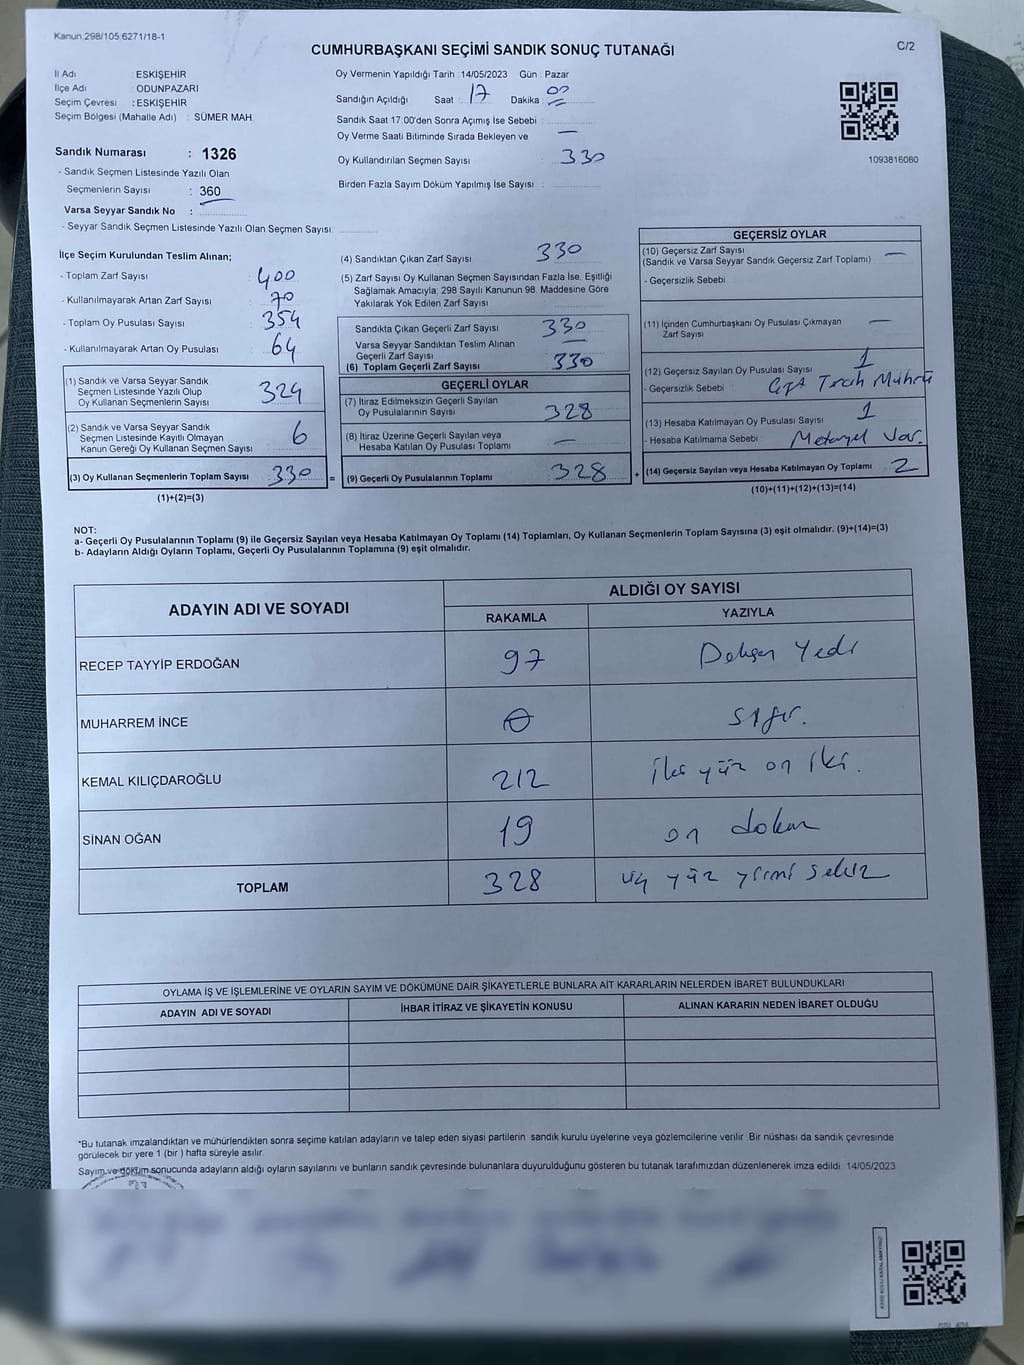 Kanun.298/105.6271/18-1
C/2
CUMHURBAŞKANI SEÇİMİ SANDIK SONUÇ TUTANAĞI
İl Adı : ESKİŞEHİR
İlçe Adı : ODUNPAZARI
Seçim Çevresi : ESKİŞEHİR
Seçim Bölgesi (Mahalle Adı) : SÜMER MAH.
Sandık Numarası : 1326
- Sandık Seçmen Listesinde Yazılı Olan
Seçmenlerin Sayısı : 360
Varsa Seyyar Sandık No :
- Seyyar Sandık Seçmen Listesinde Yazılı Olan Seçmen Sayısı:
Oy Vermenin Yapıldığı Tarih : 14/05/2023 Gün : Pazar
Sandığın Açıldığı Saat : 17 Dakika : 00
Sandık Saat 17:00'den Sonra Açımış İse Sebebi :
Oy Verme Saati Bitiminde Sırada Bekleyen ve —
Oy Kullandırılan Seçmen Sayısı : 330
Birden Fazla Sayım Döküm Yapılmış İse Sayısı :
1093816080
İlçe Seçim Kurulundan Teslim Alınan;
- Toplam Zarf Sayısı : 400
- Kullanılmayarak Artan Zarf Sayısı : 70
- Toplam Oy Pusulası Sayısı : 354
- Kullanılmayarak Artan Oy Pusulası : 64
(1) Sandık ve Varsa Seyyar Sandık
Seçmen Listesinde Yazılı Olup
Oy Kullanan Seçmenlerin Sayısı : 324
(2) Sandık ve Varsa Seyyar Sandık
Seçmen Listesinde Kayıtlı Olmayan
Kanun Gereği Oy Kullanan Seçmen Sayısı : 6
(3) Oy Kullanan Seçmenlerin Toplam Sayısı : 330
(1)+(2)=(3)
=
(4) Sandıktan Çıkan Zarf Sayısı : 330
(5) Zarf Sayısı Oy Kullanan Seçmen Sayısından Fazla İse, Eşitliği
Sağlamak Amacıyla; 298 Sayılı Kanunun 98. Maddesine Göre
Yakılarak Yok Edilen Zarf Sayısı
Sandıkta Çıkan Geçerli Zarf Sayısı : 330
Varsa Seyyar Sandıktan Teslim Alınan
Geçerli Zarf Sayısı : —
(6) Toplam Geçerli Zarf Sayısı : 330
GEÇERLİ OYLAR
(7) İtiraz Edilmeksizin Geçerli Sayılan
Oy Pusulalarının Sayısı : 328
(8) İtiraz Üzerine Geçerli Sayılan veya
Hesaba Katılan Oy Pusulası Toplamı : —
(9) Geçerli Oy Pusulalarının Toplamı : 328
+
GEÇERSİZ OYLAR
(10) Geçersiz Zarf Sayısı —
(Sandık ve Varsa Seyyar Sandık Geçersiz Zarf Toplamı) :
- Geçersizlik Sebebi
(11) İçinden Cumhurbaşkanı Oy Pusulası Çıkmayan —
Zarf Sayısı
(12) Geçersiz Sayılan Oy Pusulası Sayısı : 1
- Geçersizlik Sebebi : Tercih Mührü
(13) Hesaba Katılmayan Oy Pusulası Sayısı : 1
- Hesaba Katılmama Sebebi : Var.
(14) Geçersiz Sayılan veya Hesaba Katılmayan Oy Toplamı : 2
(10)+(11)+(12)+(13)=(14)
NOT:
a- Geçerli Oy Pusulalarının Toplamı (9) ile Geçersiz Sayılan veya Hesaba Katılmayan Oy Toplamı (14) Toplamları, Oy Kullanan Seçmenlerin Toplam Sayısına (3) eşit olmalıdır. (9)+(14)=(3)
b- Adayların Aldığı Oyların Toplamı, Geçerli Oy Pusulalarının Toplamına (9) eşit olmalıdır.
ADAYIN ADI VE SOYADI
ALDIĞI OY SAYISI
RAKAMLA YAZIYLA
RECEP TAYYİP ERDOĞAN 97 Doksan Yedi
MUHARREM İNCE 0 sıfır.
KEMAL KILIÇDAROĞLU 212 iki yüz on iki.
SİNAN OĞAN 19 on dokuz
TOPLAM 328 üç yüz yirmi sekiz
OYLAMA İŞ VE İŞLEMLERİNE VE OYLARIN SAYIM VE DÖKÜMÜNE DAİR ŞİKAYETLERLE BUNLARA AİT KARARLARIN NELERDEN İBARET BULUNDUKLARI
ADAYIN ADI VE SOYADI İHBAR İTİRAZ VE ŞİKAYETİN KONUSU ALINAN KARARIN NEDEN İBARET OLDUĞU
*Bu tutanak imzalandıktan ve mühürlendikten sonra seçime katılan adayların ve talep eden siyasi partilerin sandık kurulu üyelerine veya gözlemcilerine verilir. Bir nüshası da sandık çevresinde
görülecek bir yere 1 (bir ) hafta süreyle asılır.
Sayım ve döküm sonucunda adayların aldığı oyların sayılarını ve bunların sandık çevresinde bulunanlara duyurulduğunu gösteren bu tutanak tarafımızdan düzenlenerek imza edildi. 14/05/2023